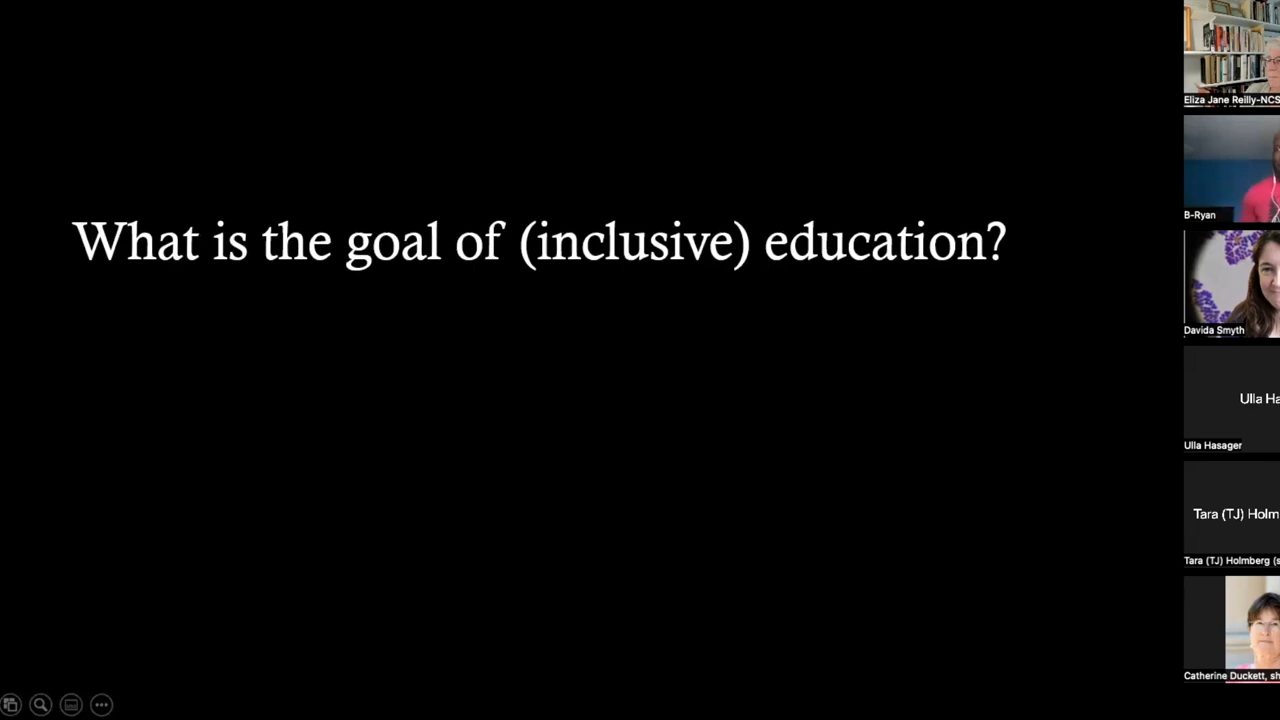 What is the goal of (inclusive) education?
Eliza Jane Reilly-NCS
B-Ryan
Davida Smyth
Ulla Ha
Ulla Hasager
Tara (TJ) Holm
Tara (TJ) Holmberg (s
Catherine Duckett, sh